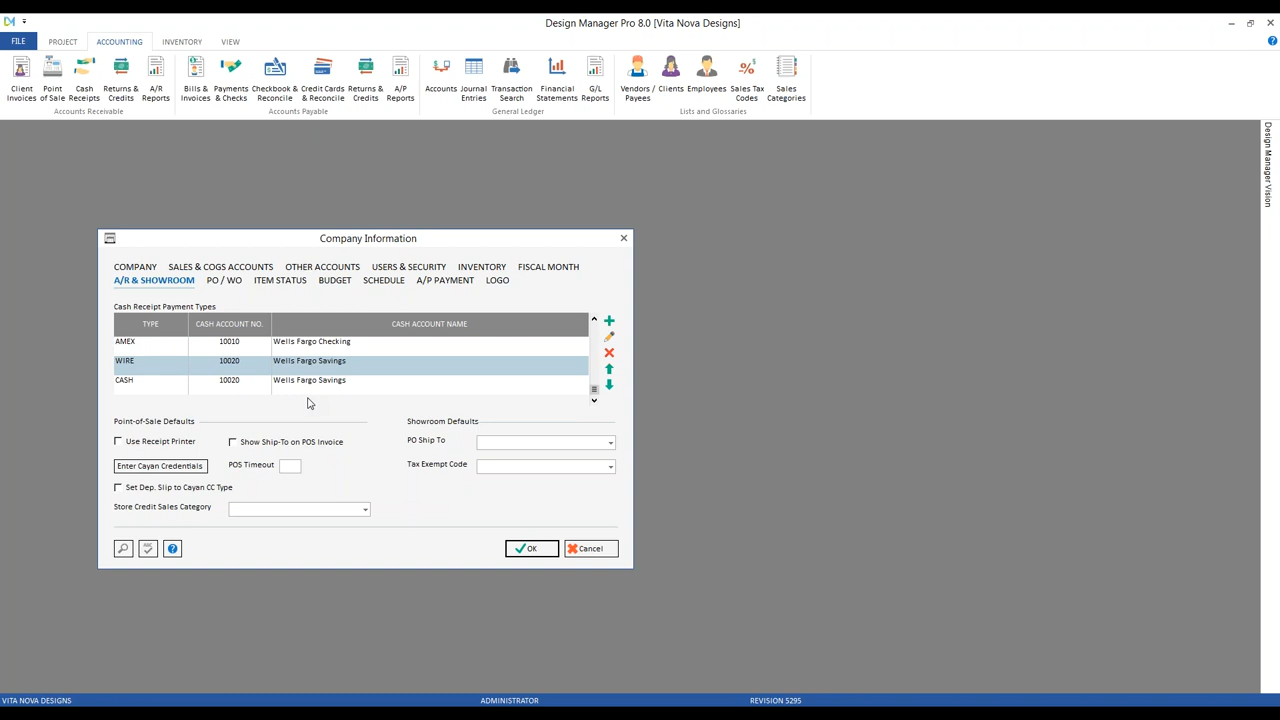 Design Manager Pro 8.0 [Vita Nova Designs]
FILE PROJECT ACCOUNTING INVENTORY VIEW
Client Invoices
Point of Sale
Cash Receipts
Returns & Credits
A/R Reports
Bills & Invoices
Payments & Checks
Checkbook & Reconcile
Credit Cards & Reconcile
Returns & Credits
A/P Reports
Accounts
Journal Entries
Transaction Search
Financial Statements
G/L Reports
Vendors / Payees
Clients
Employees
Sales Tax Codes
Sales Categories
Accounts Receivable
Accounts Payable
General Ledger
Lists and Glossaries
Design Manager Vision
Company Information
COMPANY SALES & COGS ACCOUNTS OTHER ACCOUNTS USERS & SECURITY INVENTORY FISCAL MONTH
A/R & SHOWROOM PO / WO ITEM STATUS BUDGET SCHEDULE A/P PAYMENT LOGO
Cash Receipt Payment Types
TYPE CASH ACCOUNT NO. CASH ACCOUNT NAME
AMEX 10010 Wells Fargo Checking
WIRE 10020 Wells Fargo Savings
CASH 10020 Wells Fargo Savings
Point-of-Sale Defaults
Showroom Defaults
Use Receipt Printer Show Ship-To on POS Invoice
PO Ship To
Enter Cayan Credentials POS Timeout
Tax Exempt Code
Set Dep. Slip to Cayan CC Type
Store Credit Sales Category
OK Cancel
VITA NOVA DESIGNS ADMINISTRATOR REVISION 5295